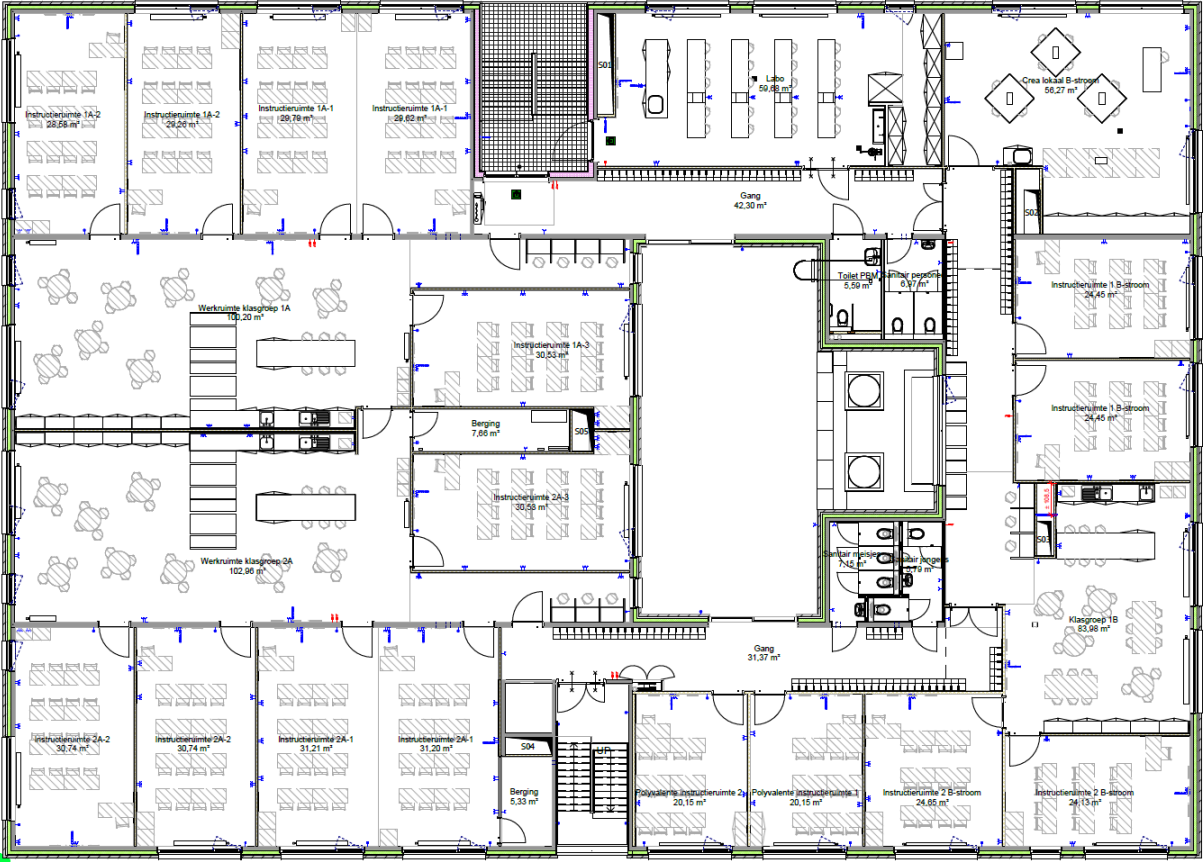 S01
Labo
59,68 m²
Crea lokaal B-stroom
56,27 m²
Instructieruimte 1A-2
28,58 m²
Instructieruimte 1A-2
29,26 m²
Instructieruimte 1A-1
29,79 m²
Instructieruimte 1A-1
29,62 m²
Gang
42,30 m²
S02
Toilet PBM
5,59 m²
Sanitair persone
6,97 m²
Instructieruimte 1 B-stroom
24,45 m²
Werkruimte klasgroep 1A
100,20 m²
Instructieruimte 1A-3
30,53 m²
Instructieruimte 1 B-stroom
24,45 m²
Berging
7,66 m²
S05
Instructieruimte 2A-3
30,53 m²
S03
Werkruimte klasgroep 2A
102,96 m²
Sanitair meisjes
7,15 m²
5,79 m²
Klasgroep 1B
83,98 m²
Gang
31,37 m²
Instructieruimte 2A-2
30,74 m²
Instructieruimte 2A-2
30,74 m²
Instructieruimte 2A-1
31,21 m²
Instructieruimte 2A-1
31,20 m²
S04
UP
Berging
5,33 m²
Polyvalente instructieruimte 2
20,15 m²
Polyvalente instructieruimte 1
20,15 m²
Instructieruimte 2 B-stroom
24,65 m²
Instructieruimte 2 B-stroom
24,13 m²